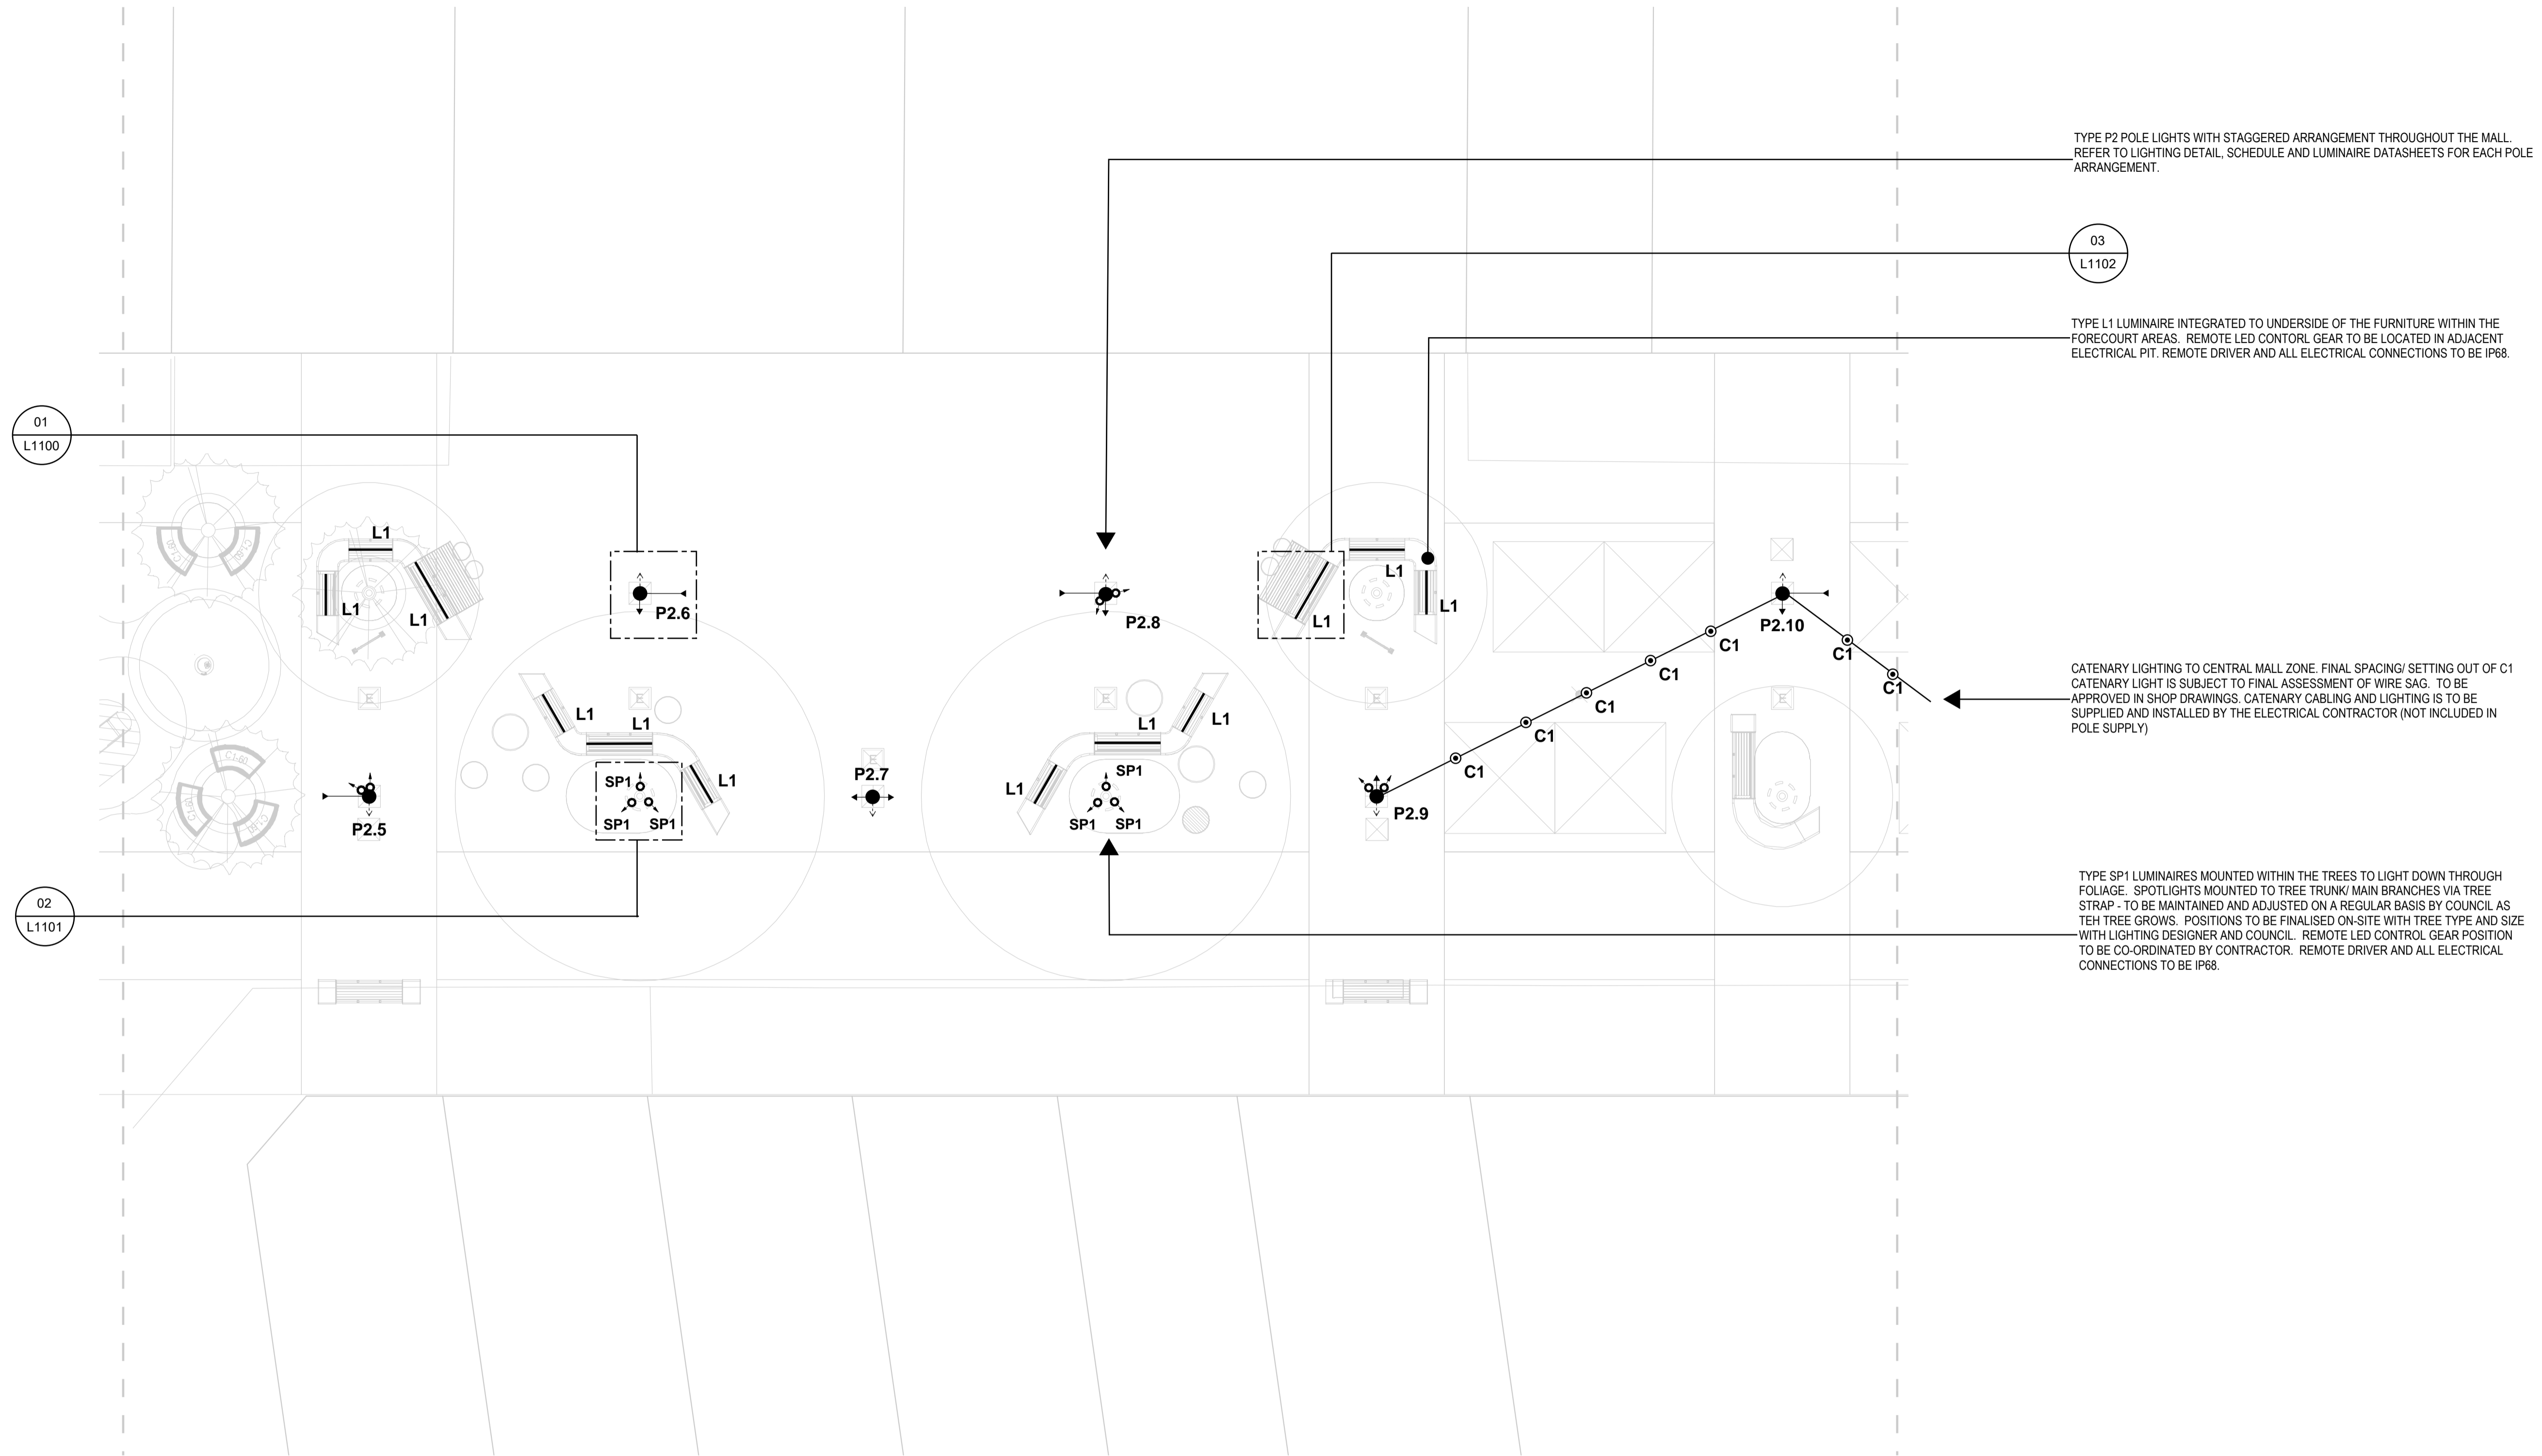 TYPE P2 POLE LIGHTS WITH STAGGERED ARRANGEMENT THROUGHOUT THE MALL.
REFER TO LIGHTING DETAIL, SCHEDULE AND LUMINAIRE DATASHEETS FOR EACH POLE
ARRANGEMENT.
03
L1102
TYPE L1 LUMINAIRE INTEGRATED TO UNDERSIDE OF THE FURNITURE WITHIN THE
FORECOURT AREAS. REMOTE LED CONTORL GEAR TO BE LOCATED IN ADJACENT
ELECTRICAL PIT. REMOTE DRIVER AND ALL ELECTRICAL CONNECTIONS TO BE IP68.
01
L1100
L1
L1
L1
C1-60
C1-60
P2.6
P2.8
L1
L1
L1
P2.10
C1
C1
C1
C1
C1
C1
C1
CATENARY LIGHTING TO CENTRAL MALL ZONE. FINAL SPACING/ SETTING OUT OF C1
CATENARY LIGHT IS SUBJECT TO FINAL ASSESSMENT OF WIRE SAG. TO BE
APPROVED IN SHOP DRAWINGS. CATENARY CABLING AND LIGHTING IS TO BE
SUPPLIED AND INSTALLED BY THE ELECTRICAL CONTRACTOR (NOT INCLUDED IN
POLE SUPPLY)
E
E
E
E
E
E
L1
L1
L1
L1
L1
L1
C1-60
C1-60
C1-60
P2.5
SP1
SP1
SP1
P2.7
SP1
SP1
SP1
P2.9
02
L1101
TYPE SP1 LUMINAIRES MOUNTED WITHIN THE TREES TO LIGHT DOWN THROUGH
FOLIAGE. SPOTLIGHTS MOUNTED TO TREE TRUNK/ MAIN BRANCHES VIA TREE
STRAP - TO BE MAINTAINED AND ADJUSTED ON A REGULAR BASIS BY COUNCIL AS
TEH TREE GROWS. POSITIONS TO BE FINALISED ON-SITE WITH TREE TYPE AND SIZE
WITH LIGHTING DESIGNER AND COUNCIL. REMOTE LED CONTROL GEAR POSITION
TO BE CO-ORDINATED BY CONTRACTOR. REMOTE DRIVER AND ALL ELECTRICAL
CONNECTIONS TO BE IP68.